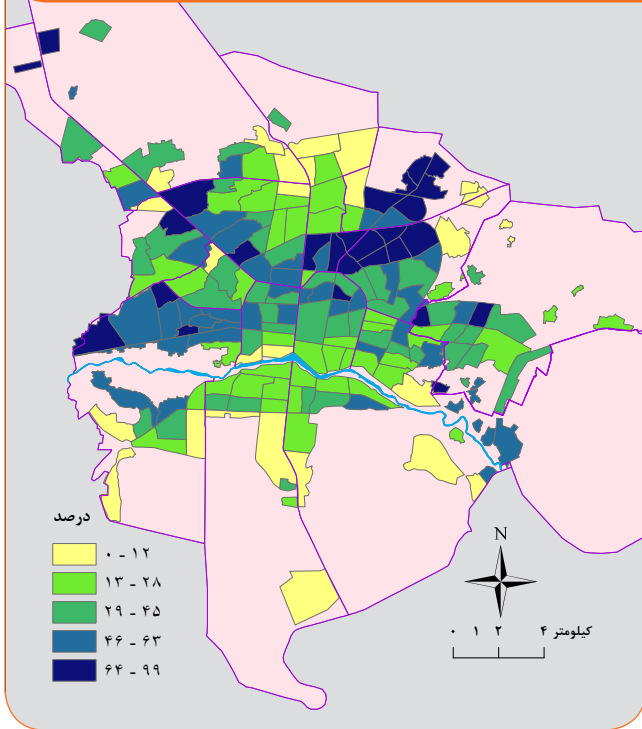 درصد
۰ - ۱۲
۱۳ - ۲۸
۲۹ - ۴۵
۴۶ - ۶۳
۶۴ - ۹۹
N
۰ ۱ ۲ ۴ کیلومتر